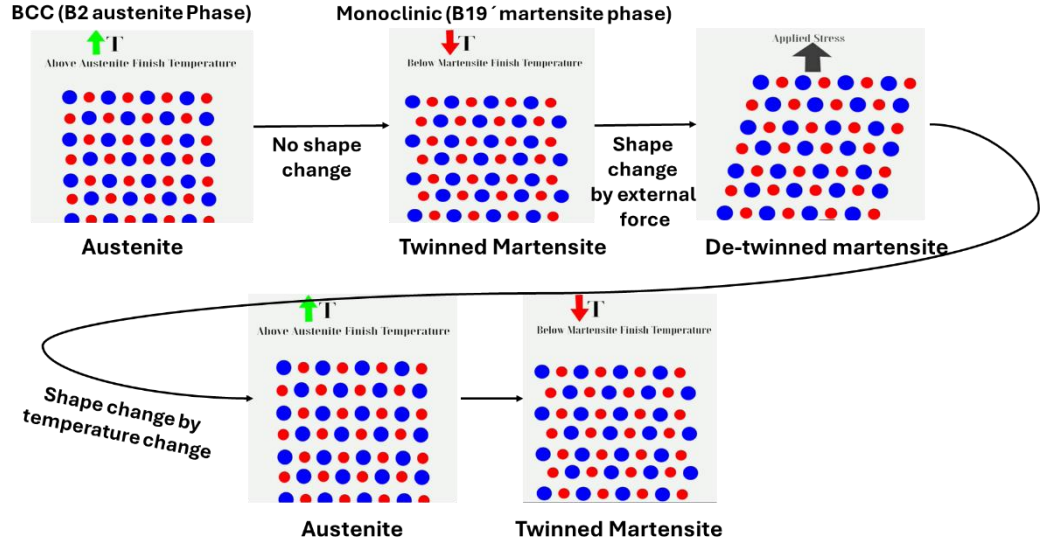 BCC (B2 austenite Phase)
T
Above Austenite Finish Temperature
Austenite
No shape
change
Monoclinic (B19´martensite phase)
T
Below Martensite Finish Temperature
Twinned Martensite
Shape
change
by external
force
Applied Stress
De-twinned martensite
Shape change by
temperature change
T
Above Austenite Finish Temperature
Austenite
T
Below Martensite Finish Temperature
Twinned Martensite